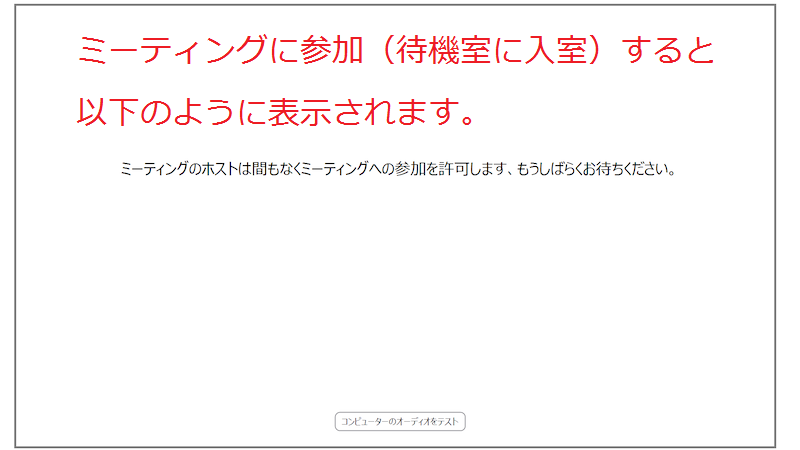 ミーティングに参加（待機室に入室）すると
以下のように表示されます。
ミーティングのホストは間もなくミーティングへの参加を許可します、もうしばらくお待ちください。
コンピューターのオーディオをテスト